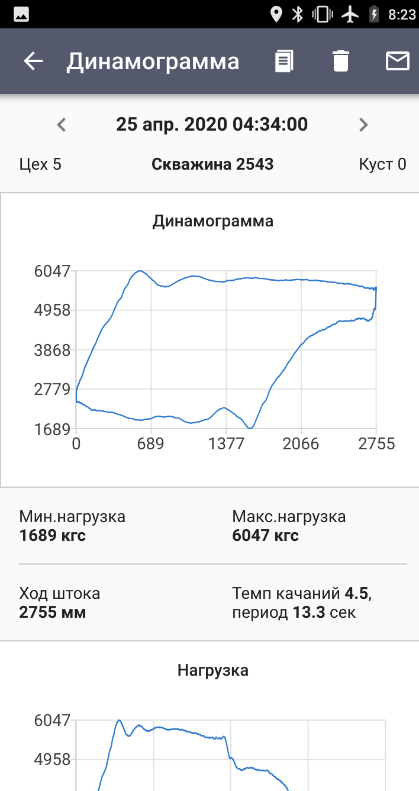 8:23
Динамограмма
25 апр. 2020 04:34:00
Цех 5 Скважина 2543 Куст 0
Динамограмма
6047
4958
3868
2779
1689
0 689 1377 2066 2755
Мин.нагрузка Макс.нагрузка
1689 кгс 6047 кгс
Ход штока Темп качаний 4.5,
2755 мм период 13.3 сек
Нагрузка
6047
4958